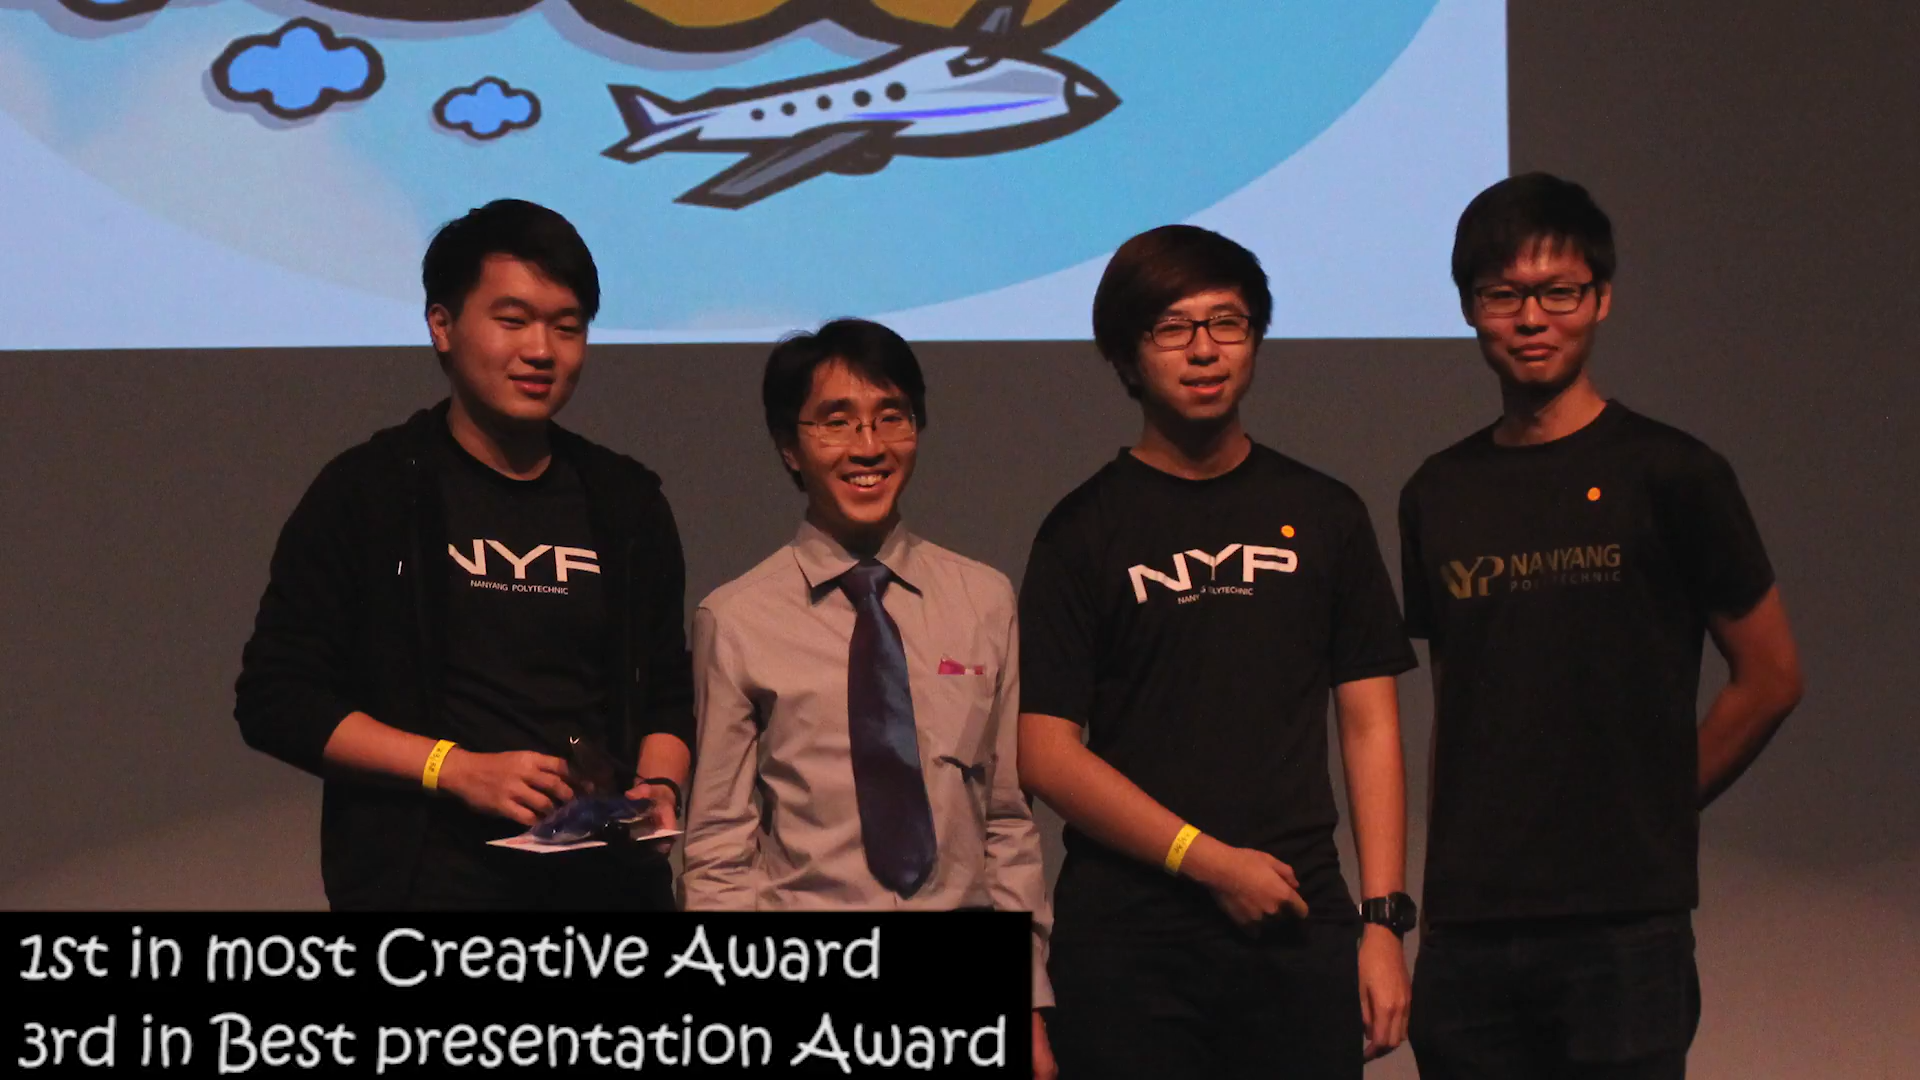 NYP
NANYANG POLYTECHNIC
NYP
NANYANG POLYTECHNIC
NYP NANYANG
POLYTECHNIC
1st in most Creative Award
3rd in Best presentation Award